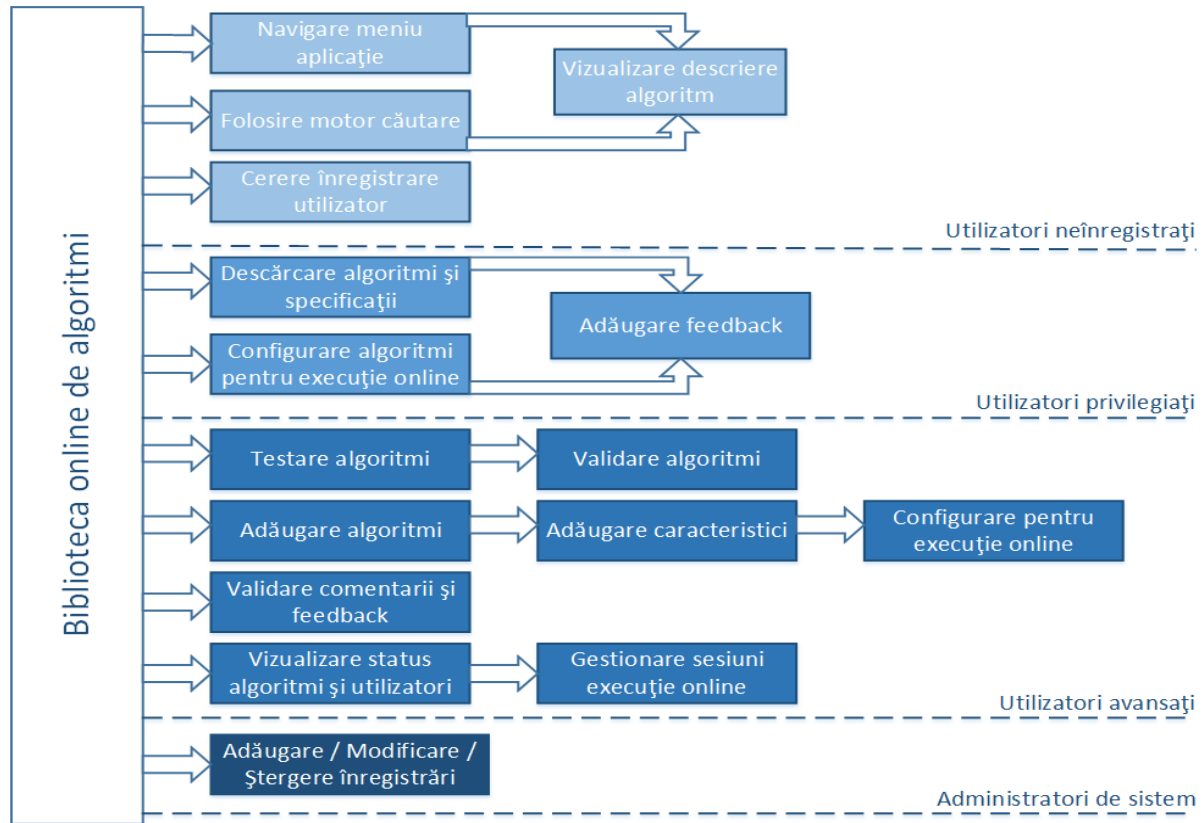 Biblioteca online de algoritmi
Navigare meniu
aplicaţie
Vizualizare descriere
algoritm
Folosire motor căutare
Cerere înregistrare
utilizator
Utilizatori neînregistraţi
Descărcare algoritmi şi
specificaţii
Adăugare feedback
Configurare algoritmi
pentru execuţie online
Utilizatori privilegiaţi
Testare algoritmi
Validare algoritmi
Adăugare algoritmi
Adăugare caracteristici
Configurare pentru
execuţie online
Validare comentarii şi
feedback
Vizualizare status
algoritmi şi utilizatori
Gestionare sesiuni
execuţie online
Utilizatori avansaţi
Adăugare / Modificare /
Ştergere înregistrări
Administratori de sistem